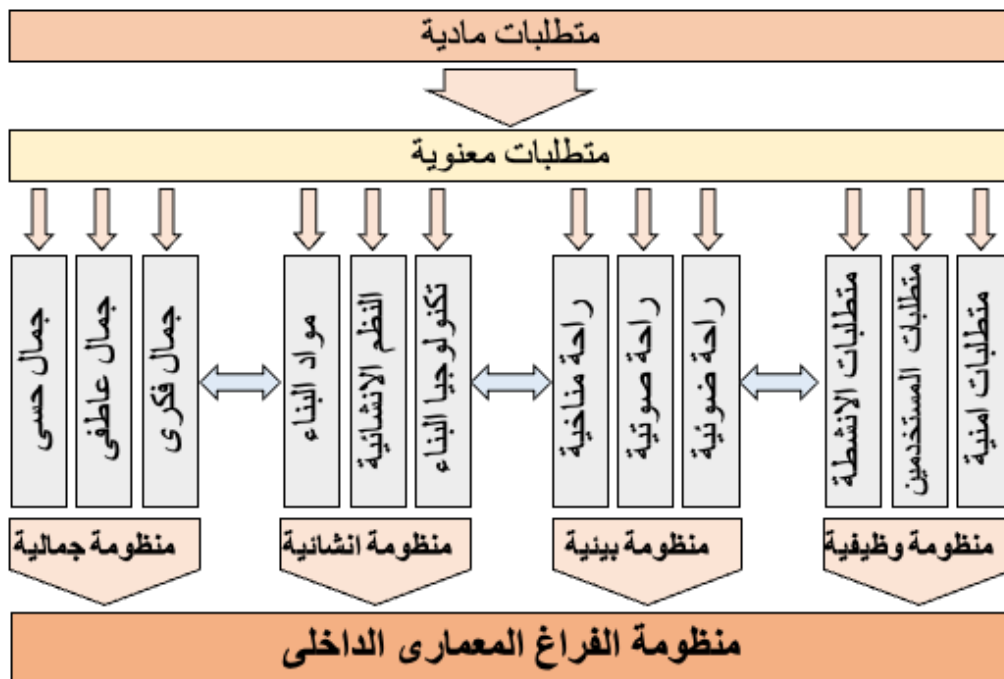 متطلبات مادية
متطلبات معنوية
متطلبات امنية
متطلبات المستخدمين
متطلبات الانشطة
راحة ضوئية
راحة صوتية
راحة مناخية
تكنولوجيا البناء
النظم الانشائية
مواد البناء
جمال فكرى
جمال عاطفى
جمال حسى
منظومة وظيفية
منظومة بيئية
منظومة انشائية
منظومة جمالية
منظومة الفراغ المعمارى الداخلى